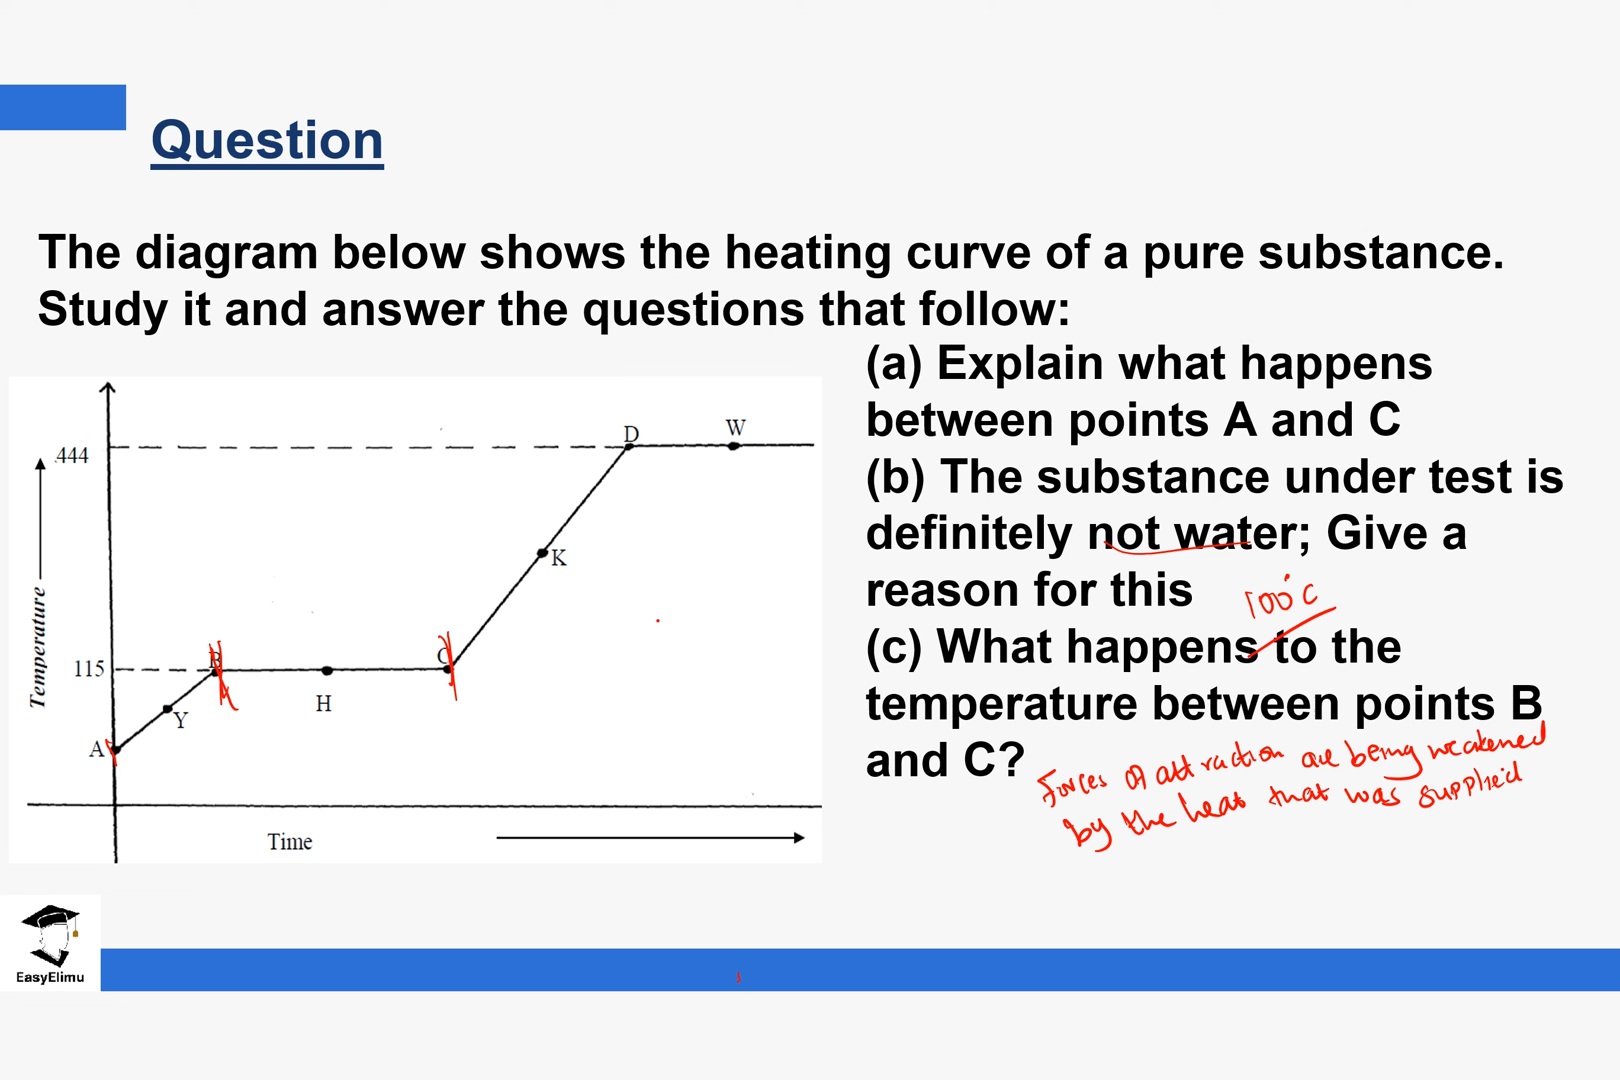 Question
The diagram below shows the heating curve of a pure substance.
Study it and answer the questions that follow:
(a) Explain what happens
between points A and C
(b) The substance under test is
definitely not water; Give a
reason for this
100°C
(c) What happens to the
temperature between points B
and C?
Forces of attraction are being weakened
by the heat that was supplied
D
W
444
K
Temperature
B
C
115
H
Y
A
Time
EasyElimu